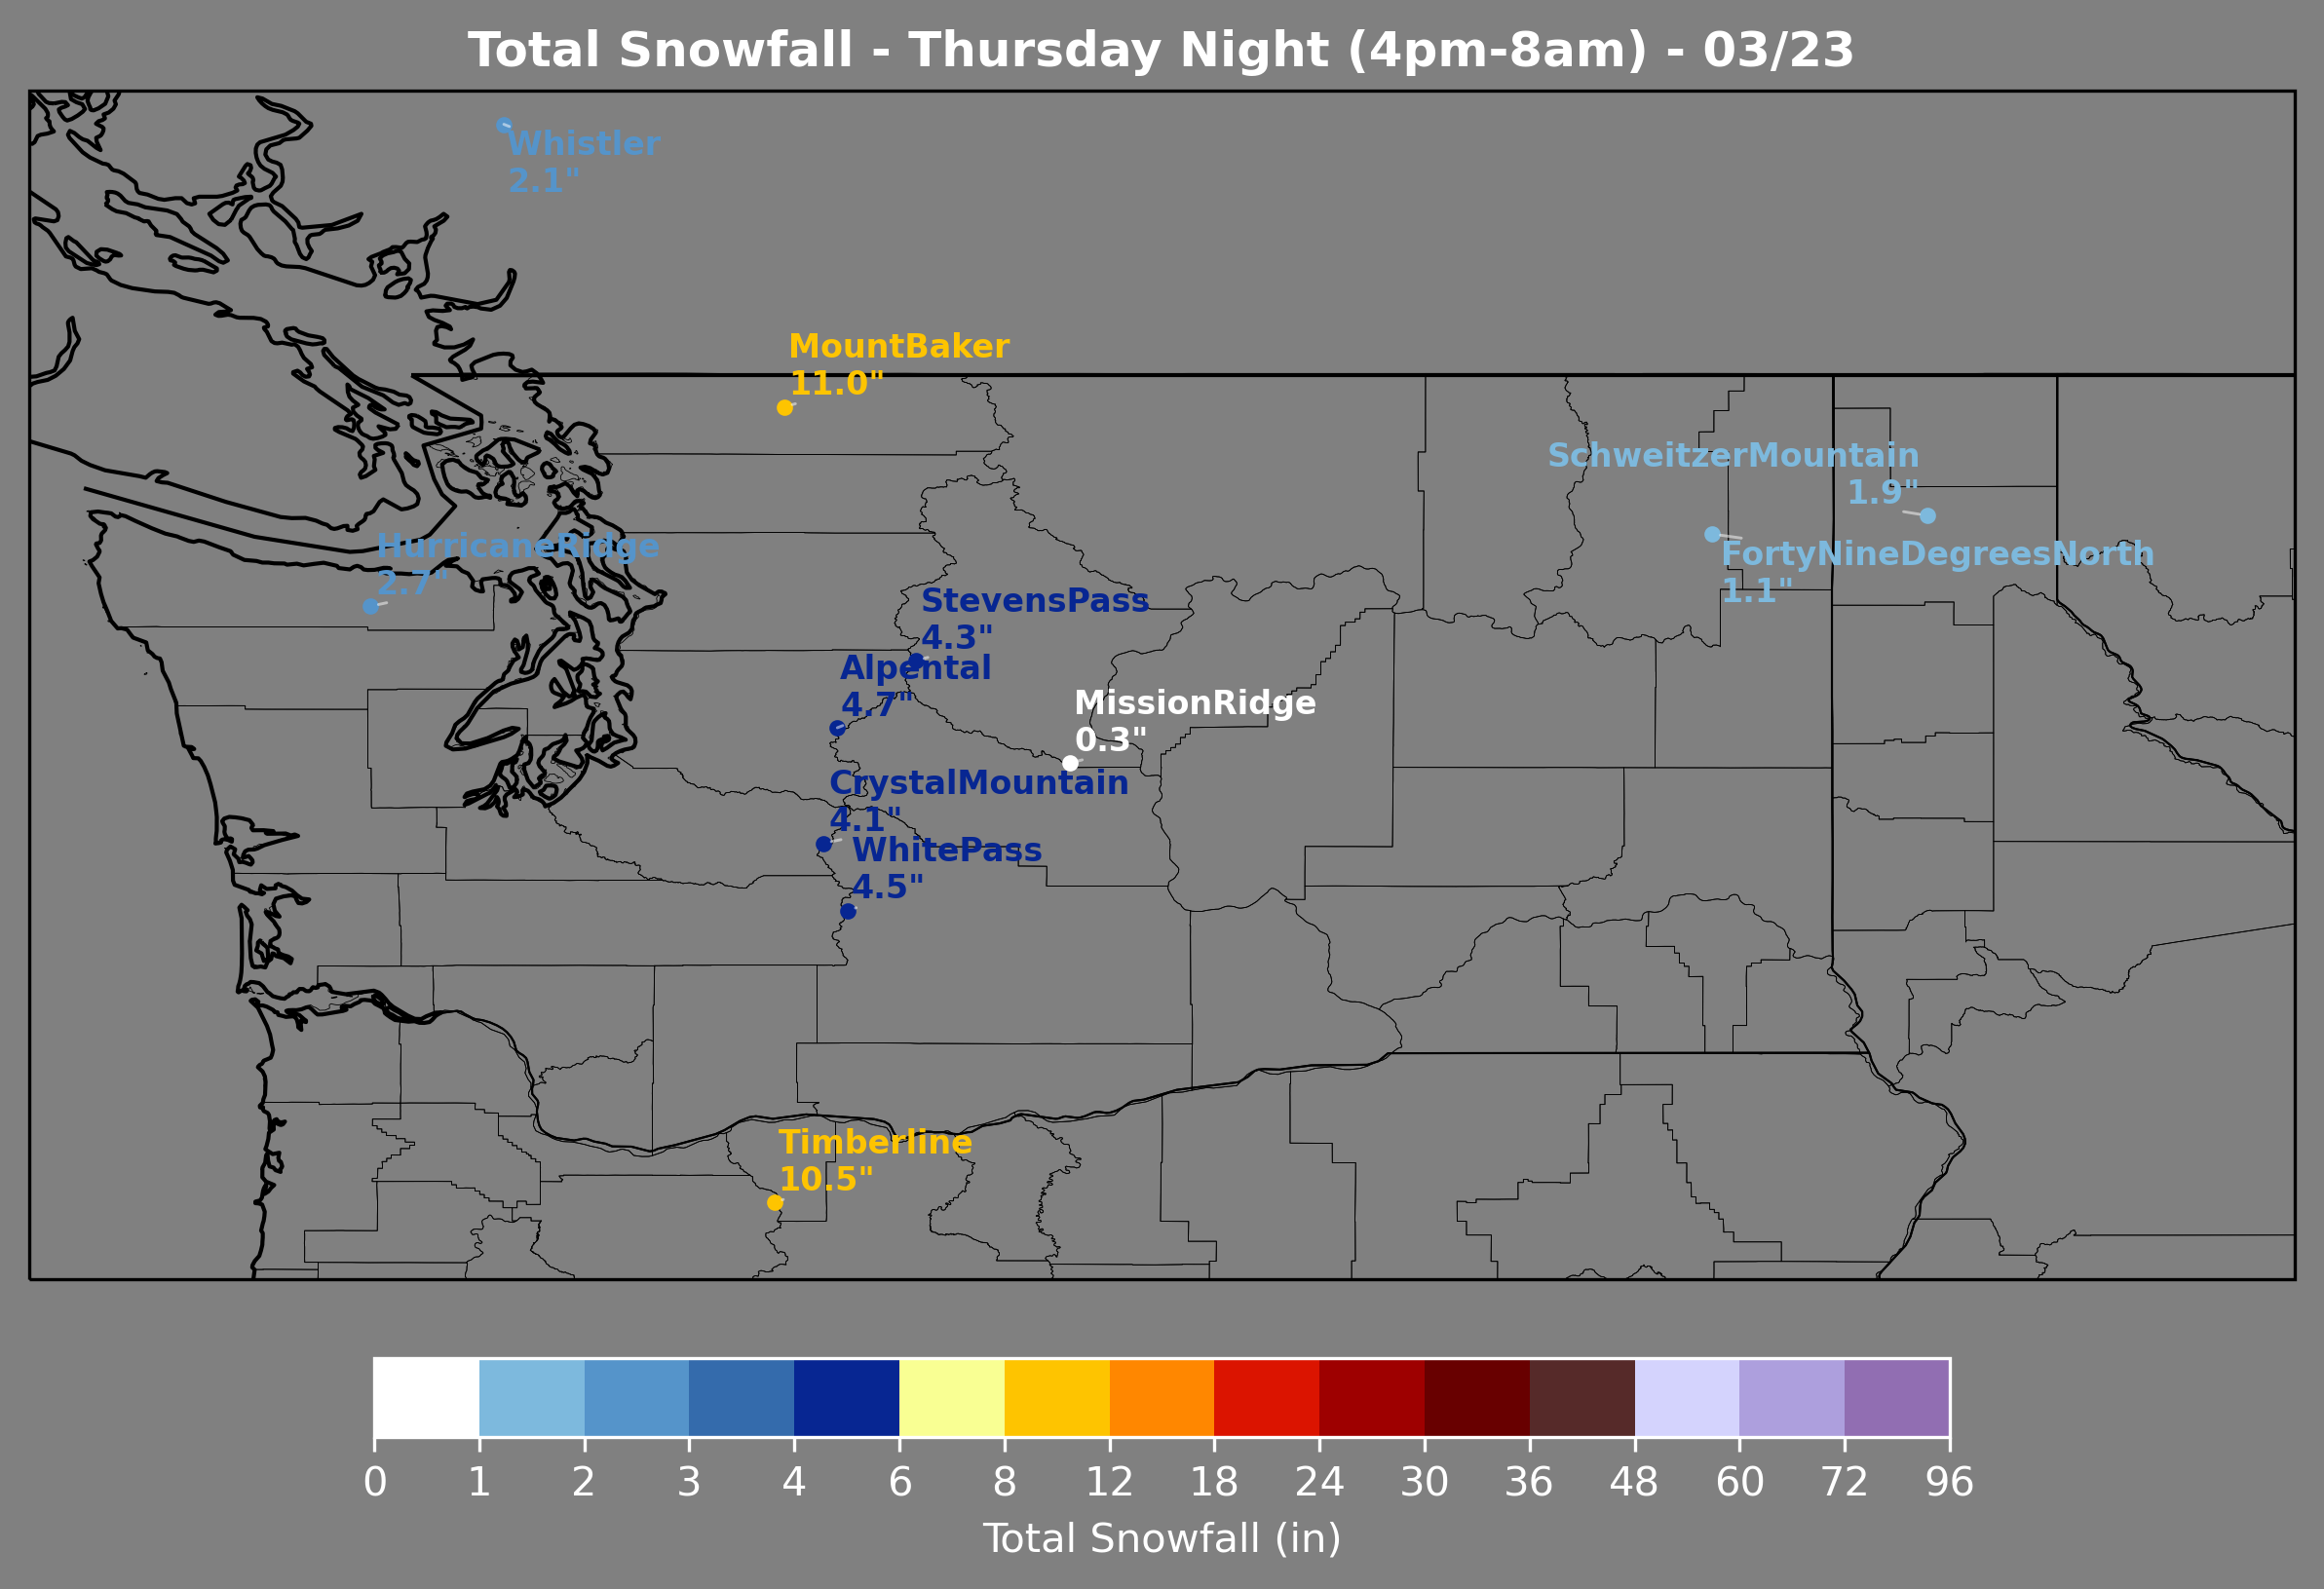 Total Snowfall - Thursday Night (4pm-8am) - 03/23
Whistler
2.1"
MountBaker
11.0"
SchweitzerMountain
1.9"
HurricaneRidge
2.7"
FortyNineDegreesNorth
1.1"
StevensPass
4.3"
Alpental
4.7"
MissionRidge
0.3"
CrystalMountain
4.1"
WhitePass
4.5"
Timberline
10.5"
0 1 2 3 4 6 8 12 18 24 30 36 48 60 72 96
Total Snowfall (in)